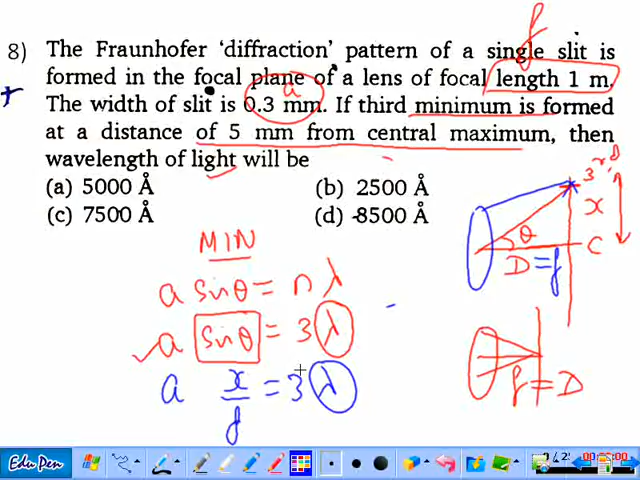 8) The Fraunhofer 'diffraction' pattern of a single slit is
formed in the focal plane of a lens of focal length 1 m.
The width of slit is 0.3 mm. If third minimum is formed
at a distance of 5 mm from central maximum, then
wavelength of light will be
(a) 5000 Å (b) 2500 Å
(c) 7500 Å (d) 8500 Å
f
a
MIN
a sinθ = nλ
a sinθ = 3λ
a x/f = 3λ
3rd
x
θ
C
D = f
f = D
Edu Pen